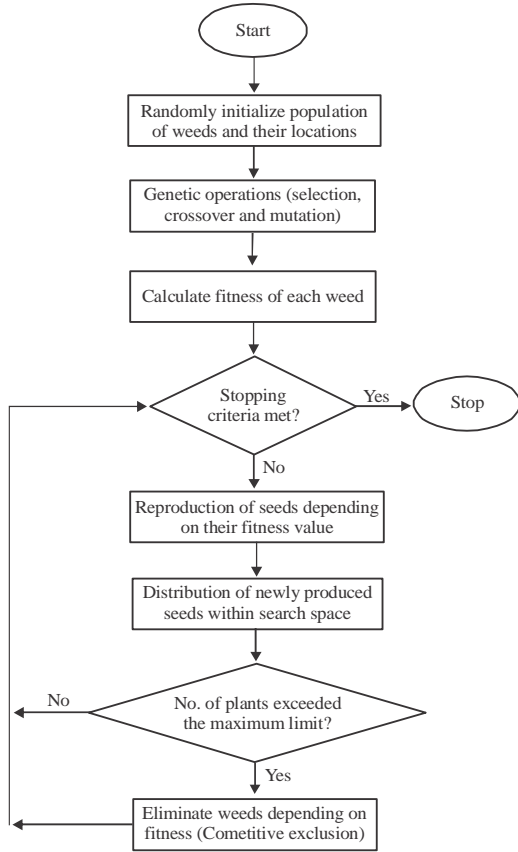 Start
Randomly initialize population
of weeds and their locations
Genetic operations (selection,
crossover and mutation)
Calculate fitness of each weed
Stopping
criteria met?
Yes
Stop
No
Reproduction of seeds depending
on their fitness value
Distribution of newly produced
seeds within search space
No. of plants exceeded
the maximum limit?
No
Yes
Eliminate weeds depending on
fitness (Cometitive exclusion)